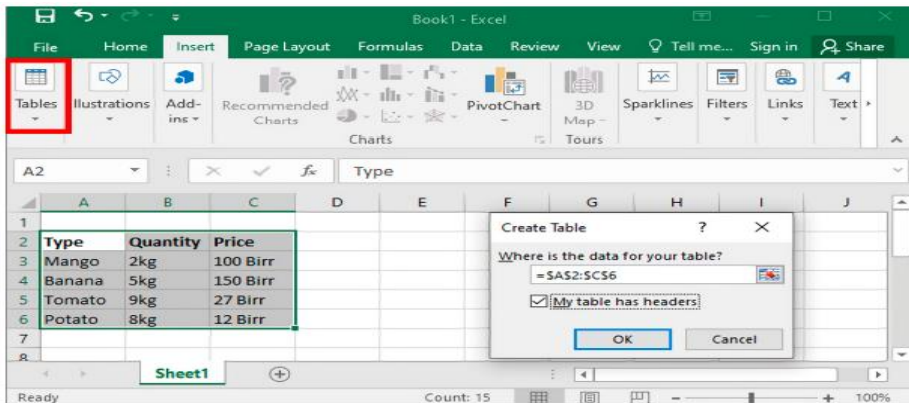 Book1 - Excel
File Home Insert Page Layout Formulas Data Review View Tell me... Sign in Share
Tables Illustrations Add-ins Recommended Charts PivotChart 3D Map Sparklines Filters Links Text
Charts Tours
A2 fx Type
A B C D E F G H I J
1
2 Type Quantity Price
3 Mango 2kg 100 Birr
4 Banana 5kg 150 Birr
5 Tomato 9kg 27 Birr
6 Potato 8kg 12 Birr
7
8
Create Table ?
Where is the data for your table?
=$A$2:$C$6
My table has headers
OK Cancel
Sheet1
Ready Count: 15 100%